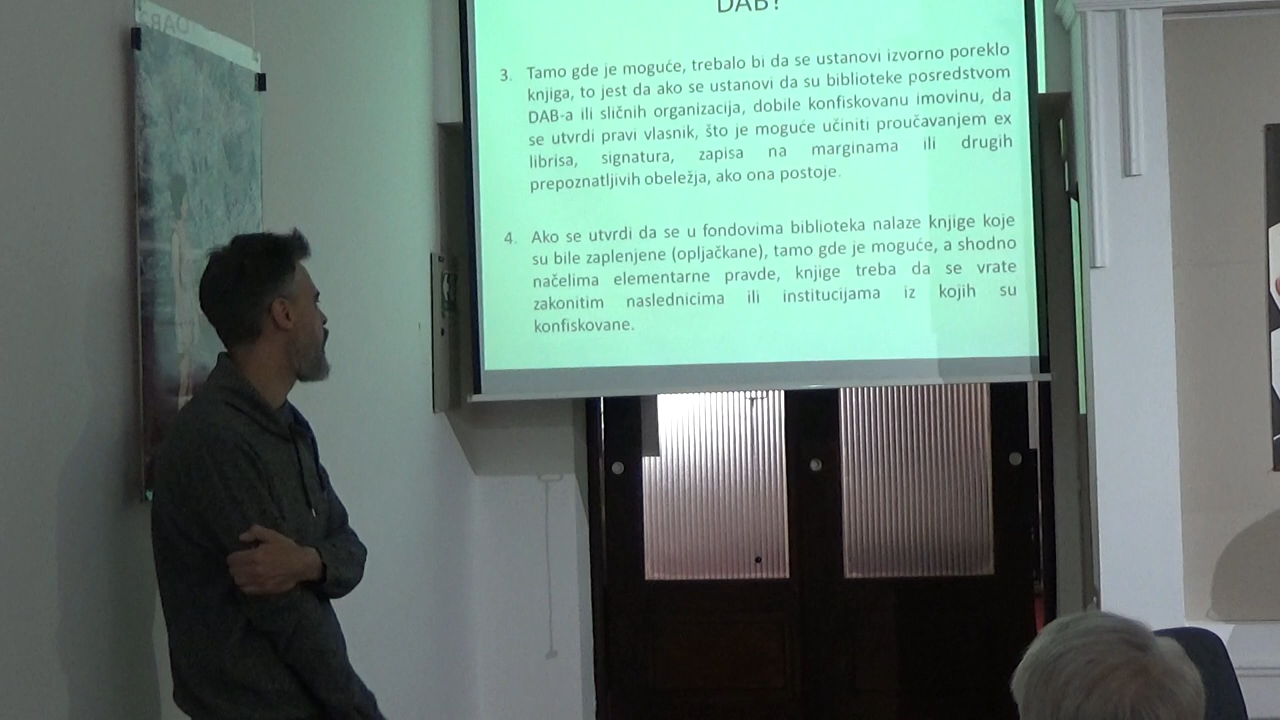 DAB?
3. Tamo gde je moguće, trebalo bi da se ustanovi izvorno poreklo
knjiga, to jest da ako se ustanovi da su biblioteke posredstvom
DAB-a ili sličnih organizacija, dobile konfiskovanu imovinu, da
se utvrdi pravi vlasnik, što je moguće učiniti proučavanjem ex
librisa, signatura, zapisa na marginama ili drugih
prepoznatljivih obeležja, ako ona postoje.
4. Ako se utvrdi da se u fondovima biblioteka nalaze knjige koje
su bile zaplenjene (opljačkane), tamo gde je moguće, a shodno
načelima elementarne pravde, knjige treba da se vrate
zakonitim naslednicima ili institucijama iz kojih su
konfiskovane.